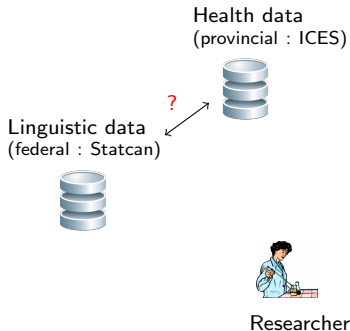 Health data
(provincial : ICES)
?
Linguistic data
(federal : Statcan)
Researcher